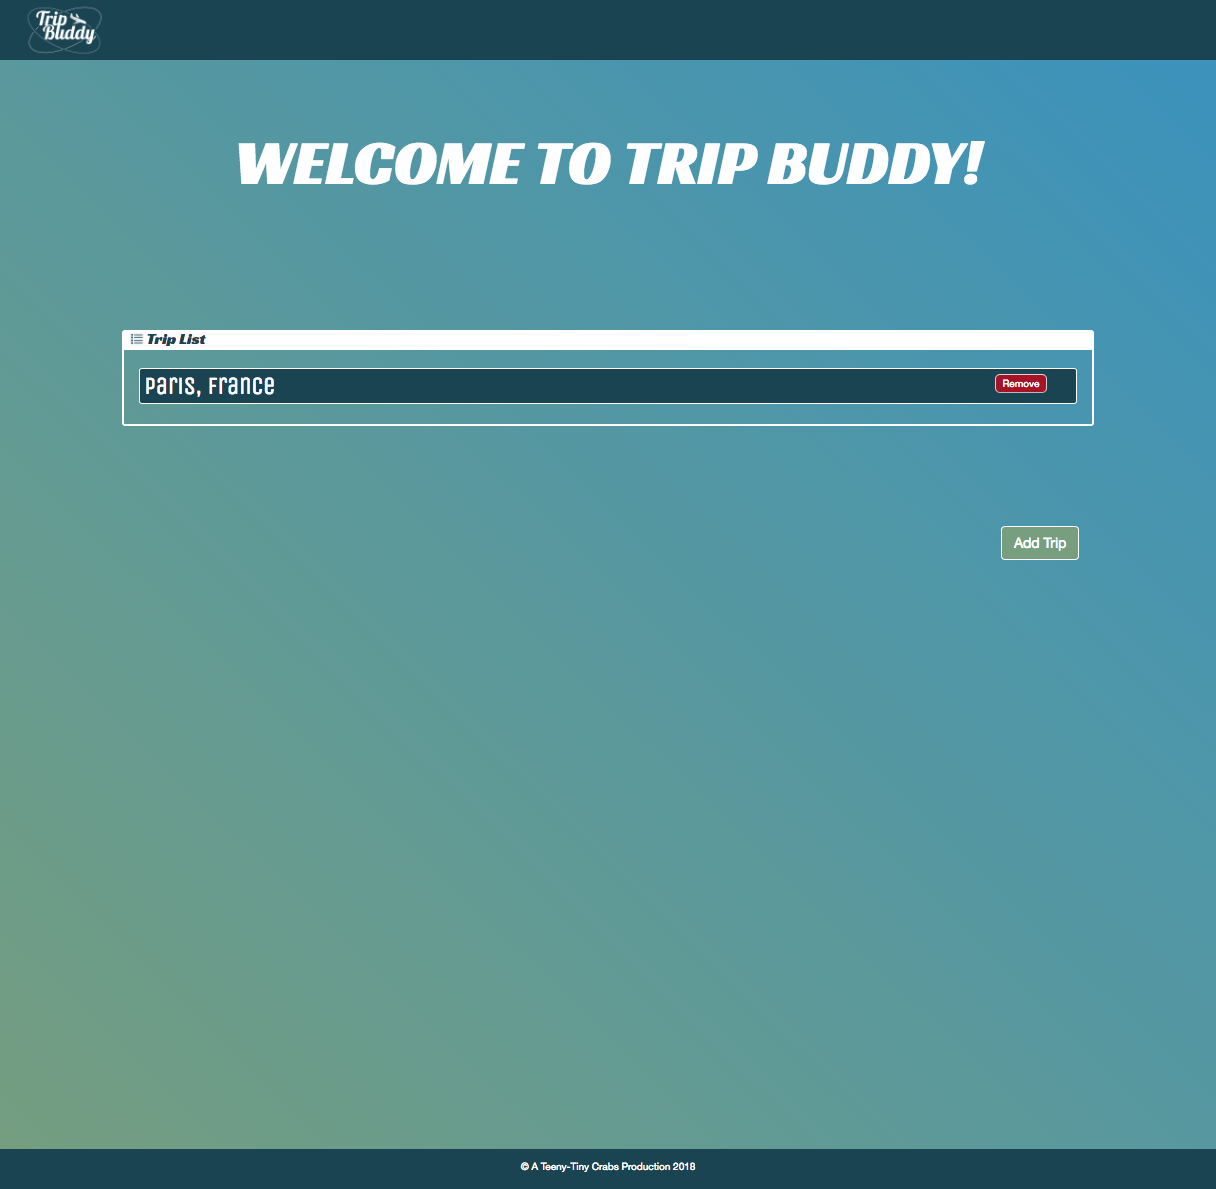 Trip
Buddy
WELCOME TO TRIP BUDDY!
Trip List
Paris, France
Remove
Add Trip
© A Teeny-Tiny Crabs Production 2018